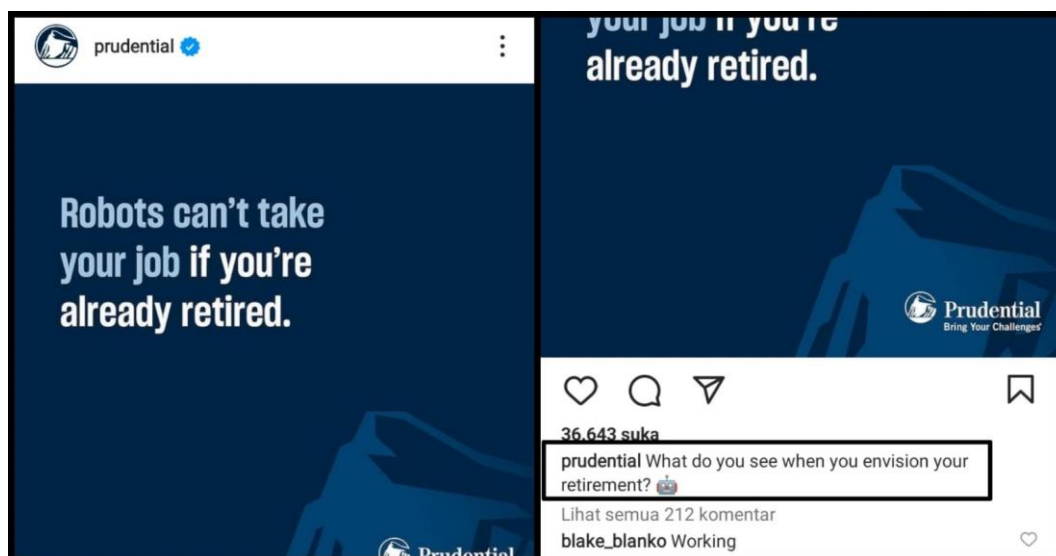 prudential
Robots can't take
your job if you're
already retired.
Prudential
your job if you're
already retired.
Prudential
Bring Your Challenges®
36.643 suka
prudential What do you see when you envision your
retirement? 🤖
Lihat semua 212 komentar
blake_blanko Working